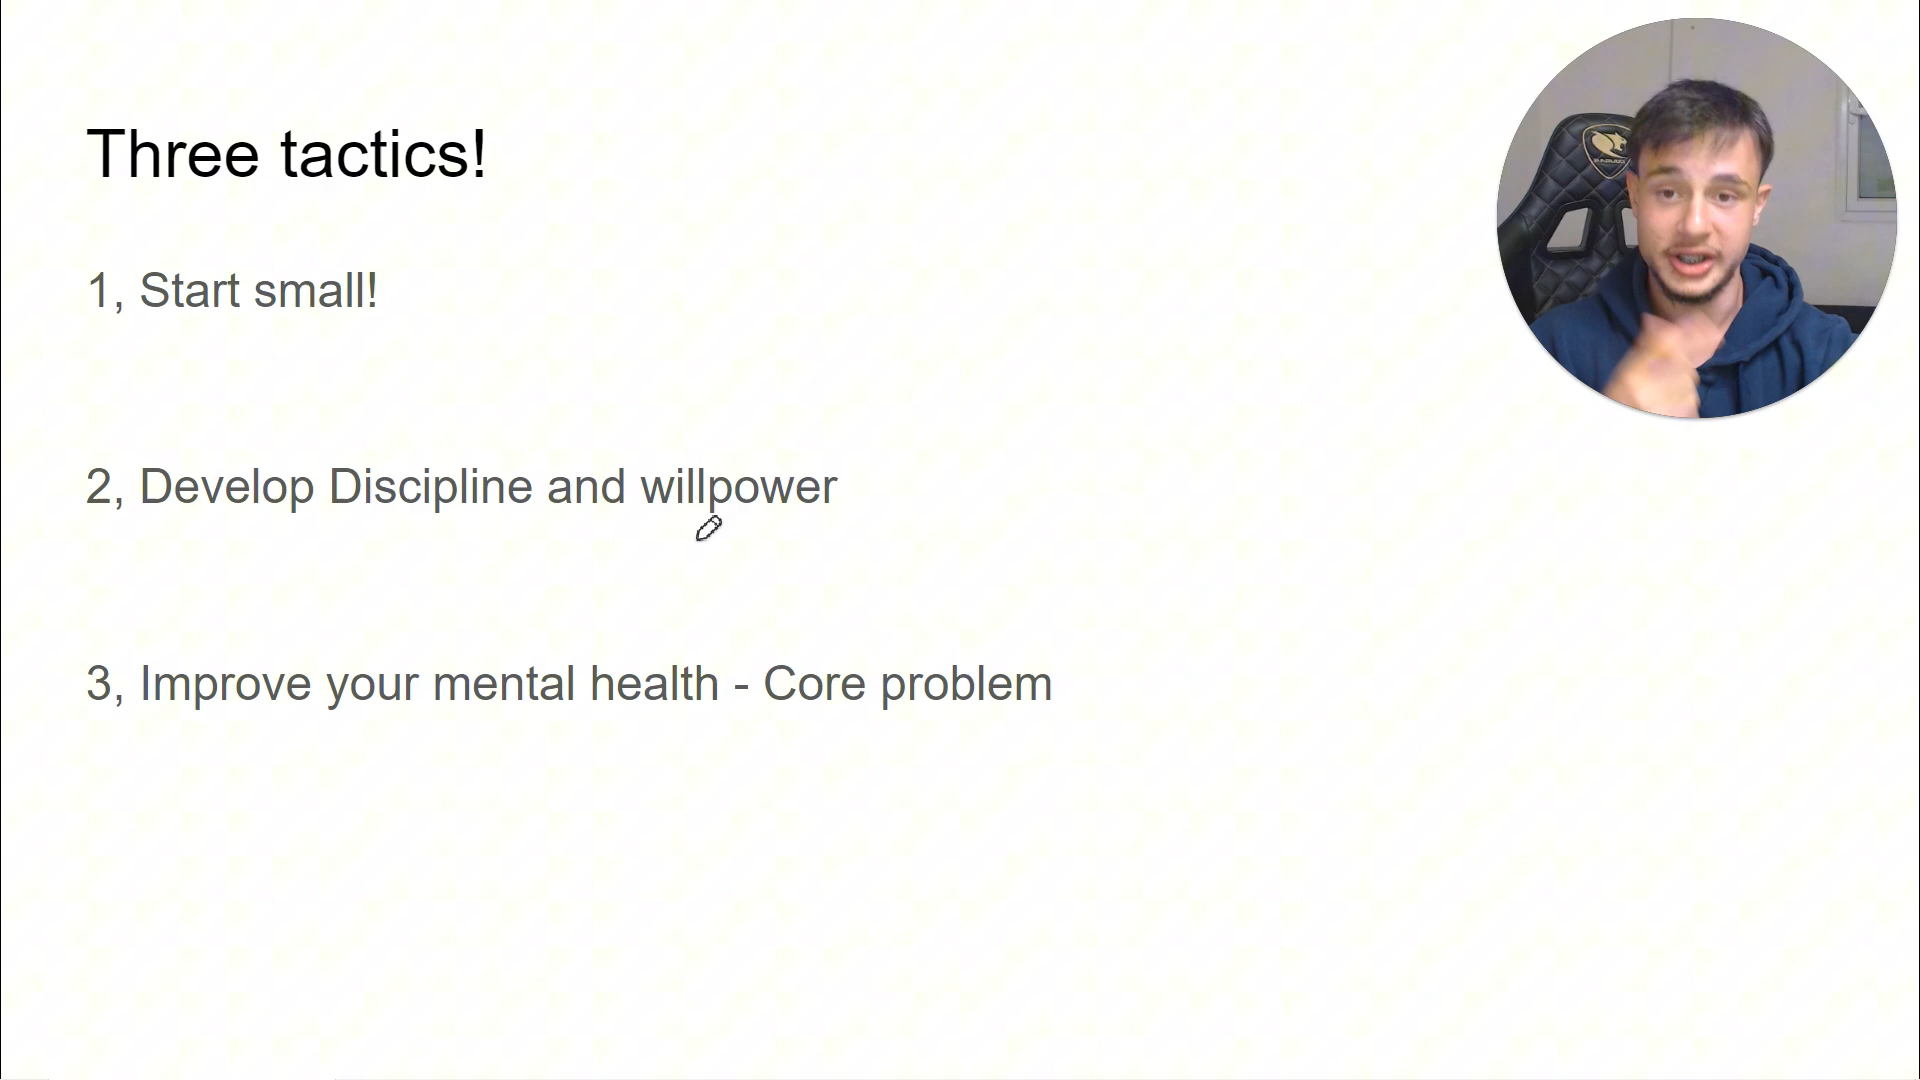 Three tactics!
1, Start small!
2, Develop Discipline and willpower
3, Improve your mental health - Core problem